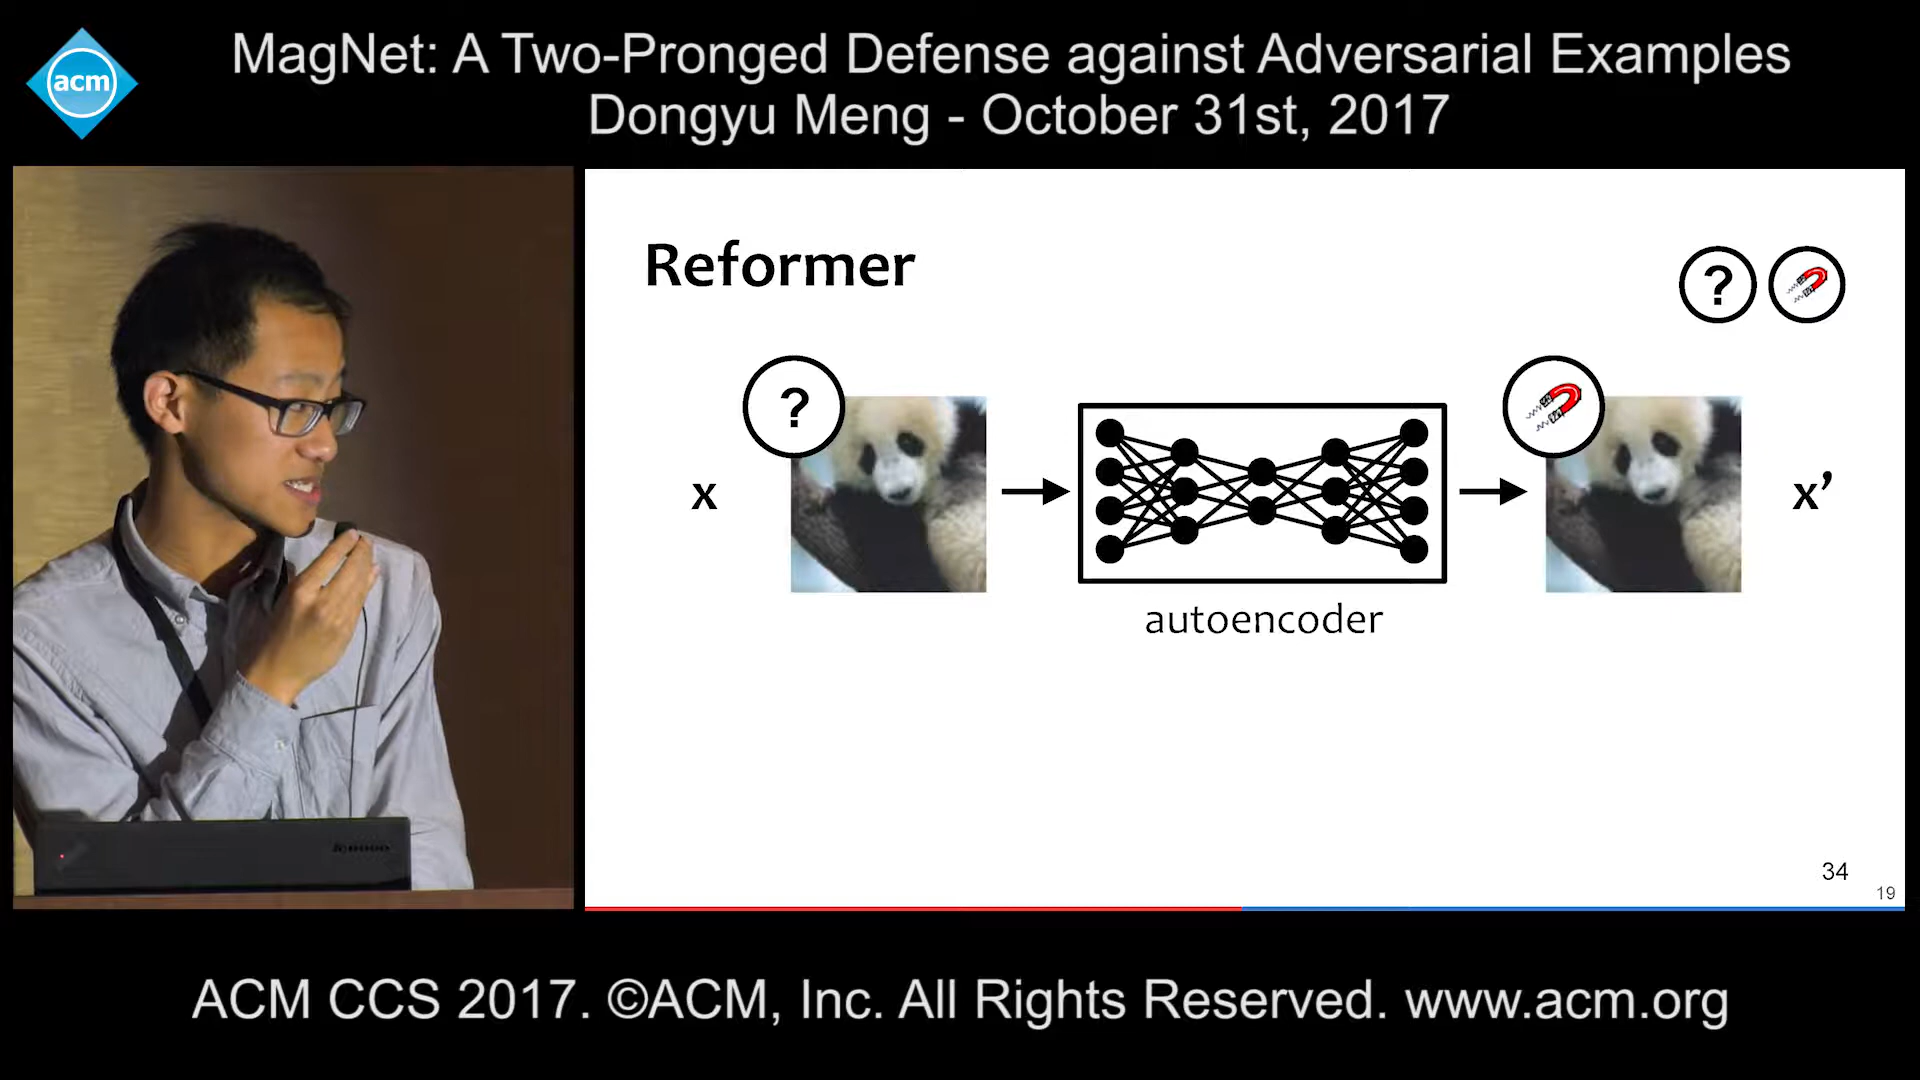 acm
MagNet: A Two-Pronged Defense against Adversarial Examples
Dongyu Meng - October 31st, 2017
Reformer
? 
?
x
x’
autoencoder
lenovo
34
19
ACM CCS 2017. ©ACM, Inc. All Rights Reserved. www.acm.org